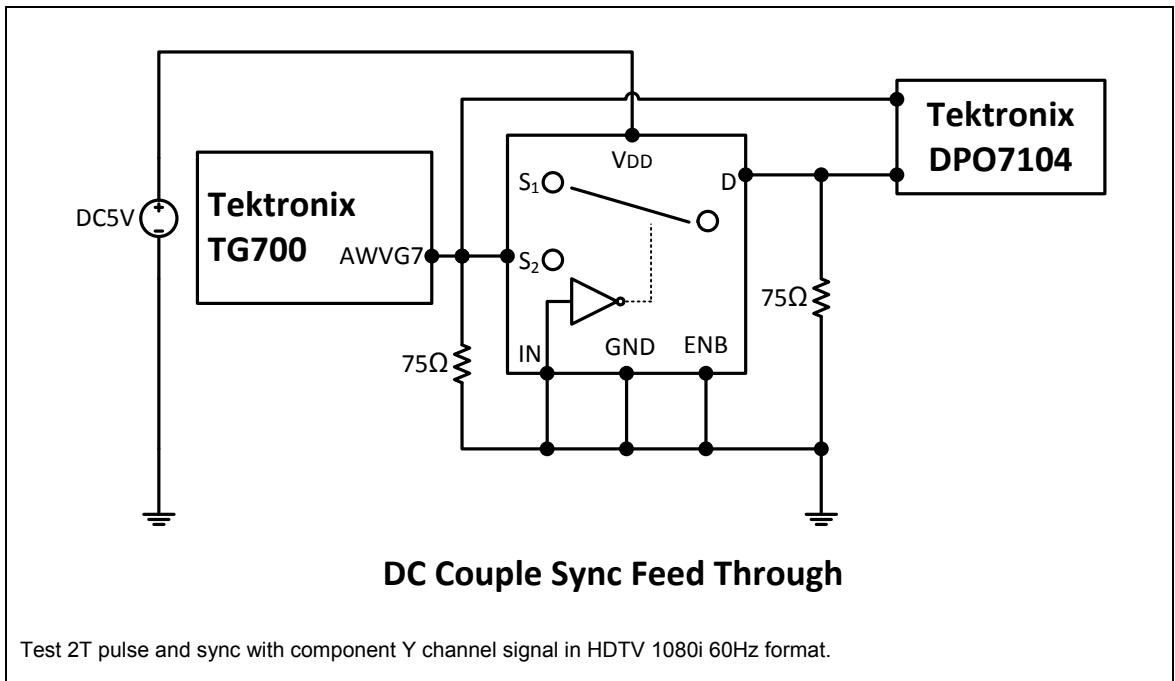 VDD
Tektronix
DPO7104
S1
D
DC5V
+
-
Tektronix
TG700
AWVG7
S2
75Ω
75Ω
IN
GND
ENB
DC Couple Sync Feed Through
Test 2T pulse and sync with component Y channel signal in HDTV 1080i 60Hz format.